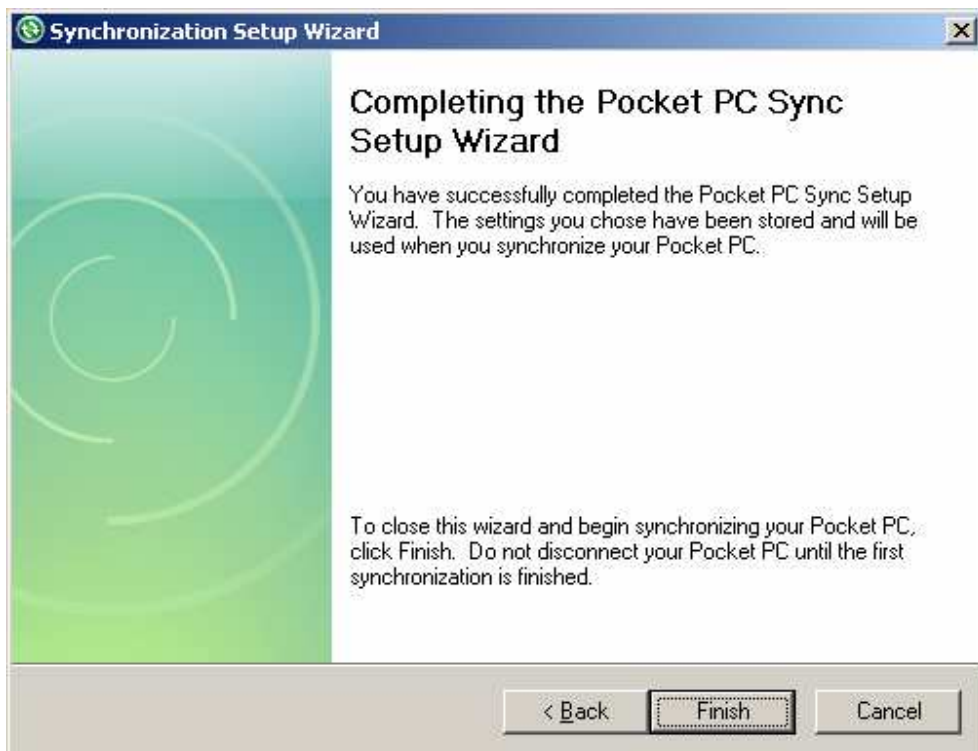 Synchronization Setup Wizard
Completing the Pocket PC Sync
Setup Wizard
You have successfully completed the Pocket PC Sync Setup
Wizard. The settings you chose have been stored and will be
used when you synchronize your Pocket PC.
To close this wizard and begin synchronizing your Pocket PC,
click Finish. Do not disconnect your Pocket PC until the first
synchronization is finished.
< Back Finish Cancel